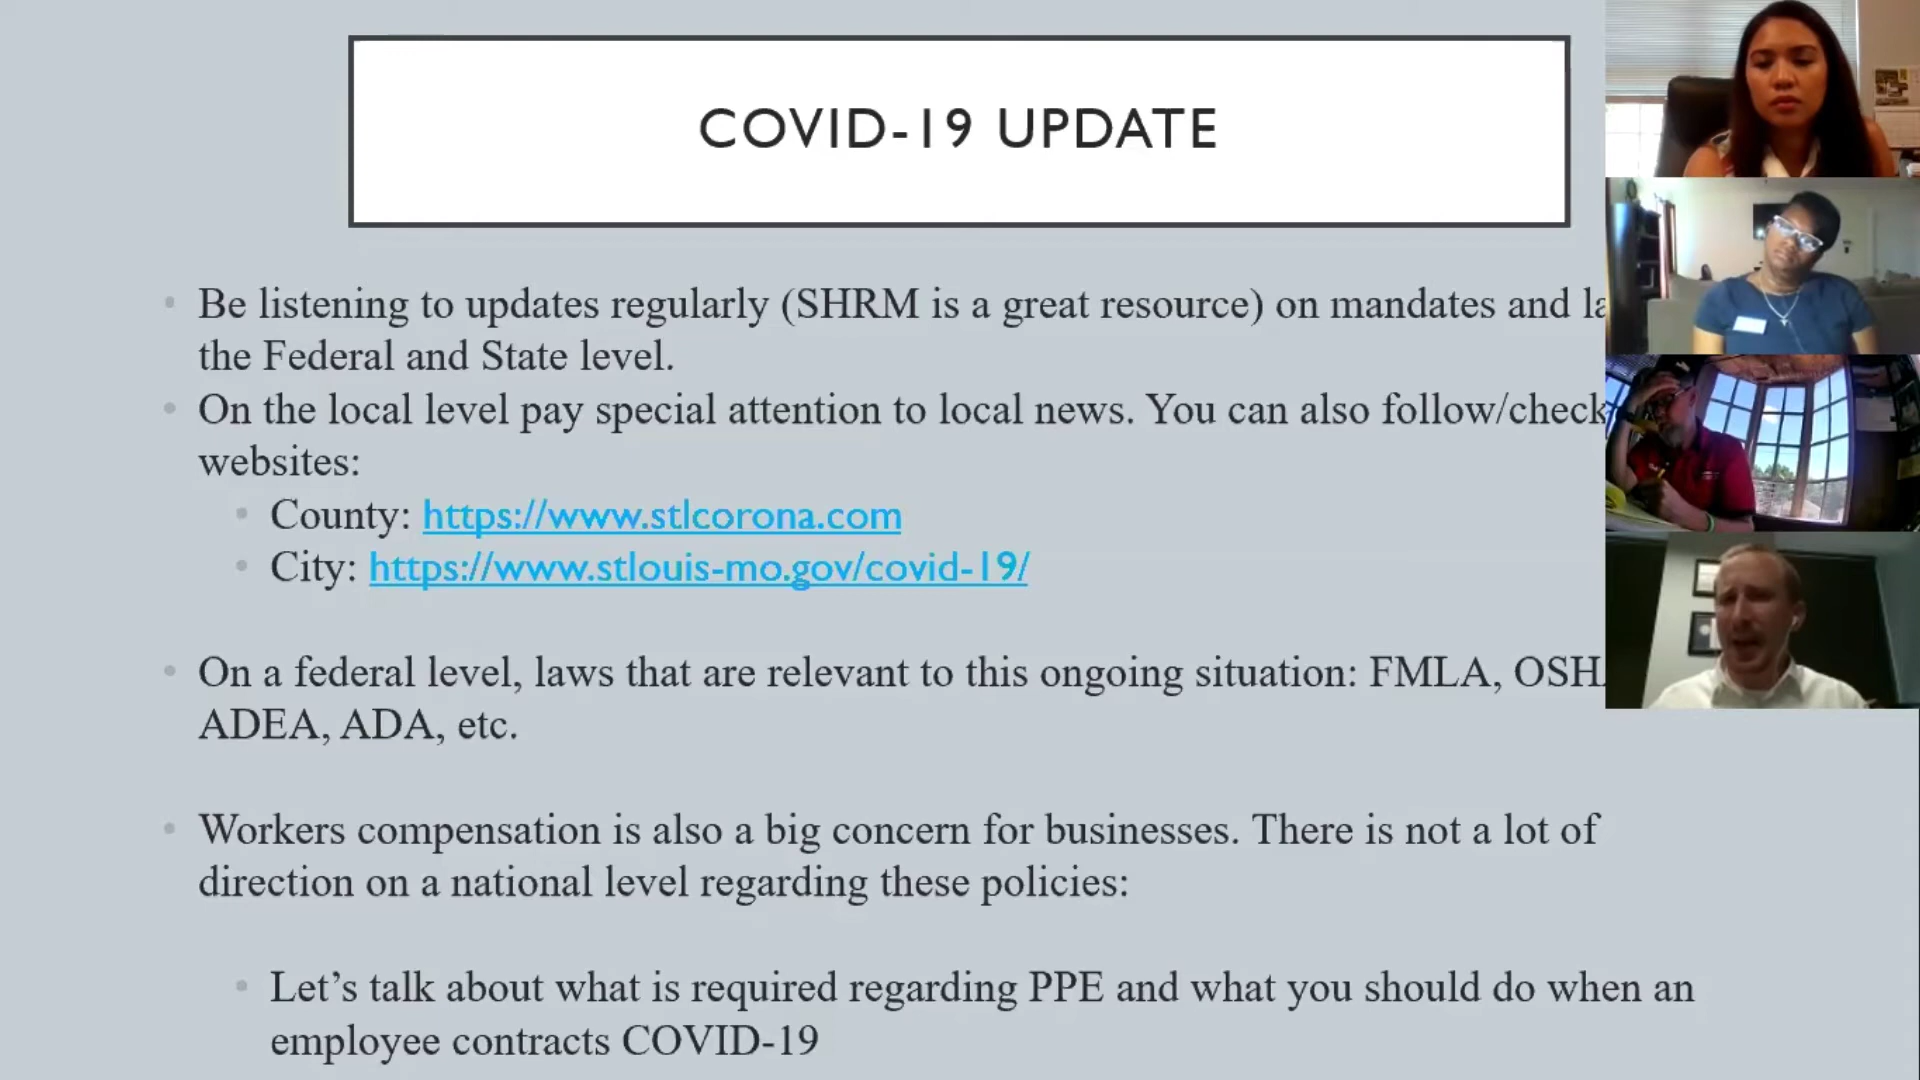 COVID-19 UPDATE
Be listening to updates regularly (SHRM is a great resource) on mandates and
the Federal and State level.
On the local level pay special attention to local news. You can also follow/check
websites:
County: https://www.stlcorona.com
City: https://www.stlouis-mo.gov/covid-19/
On a federal level, laws that are relevant to this ongoing situation: FMLA,
ADEA, ADA, etc.
Workers compensation is also a big concern for businesses. There is not a lot of
direction on a national level regarding these policies:
Let’s talk about what is required regarding PPE and what you should do when an
employee contracts COVID-19